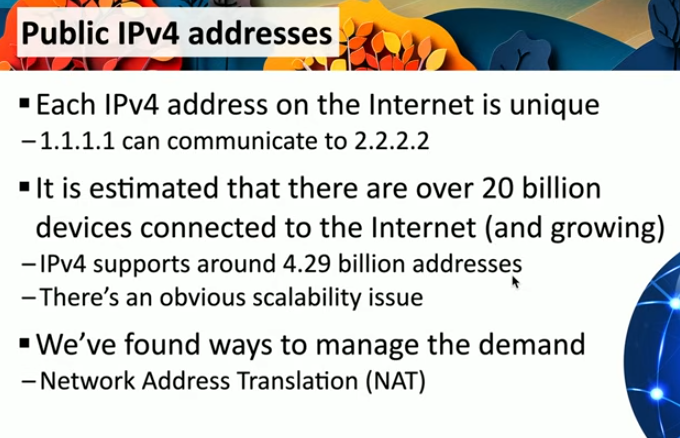 Public IPv4 addresses
▪ Each IPv4 address on the Internet is unique
– 1.1.1.1 can communicate to 2.2.2.2
▪ It is estimated that there are over 20 billion
devices connected to the Internet (and growing)
– IPv4 supports around 4.29 billion addresses
– There’s an obvious scalability issue
▪ We’ve found ways to manage the demand
– Network Address Translation (NAT)